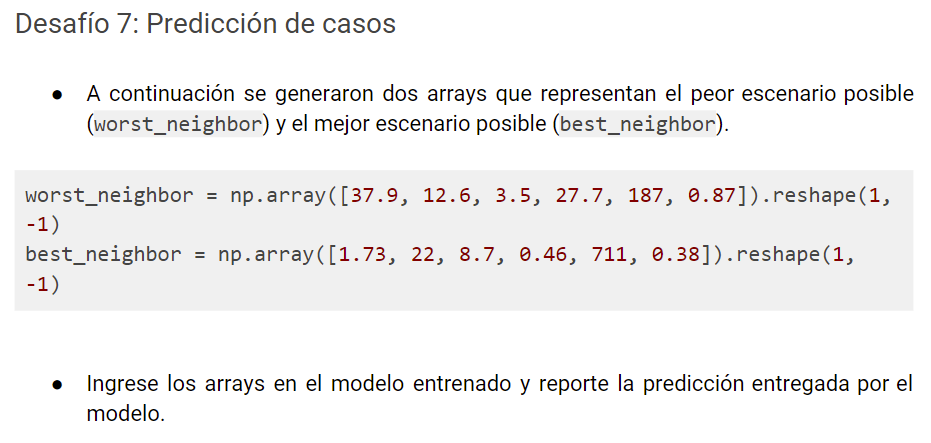 Desafío 7: Predicción de casos
● A continuación se generaron dos arrays que representan el peor escenario posible
(worst_neighbor) y el mejor escenario posible (best_neighbor).
worst_neighbor = np.array([37.9, 12.6, 3.5, 27.7, 187, 0.87]).reshape(1,
-1)
best_neighbor = np.array([1.73, 22, 8.7, 0.46, 711, 0.38]).reshape(1,
-1)
● Ingrese los arrays en el modelo entrenado y reporte la predicción entregada por el
modelo.